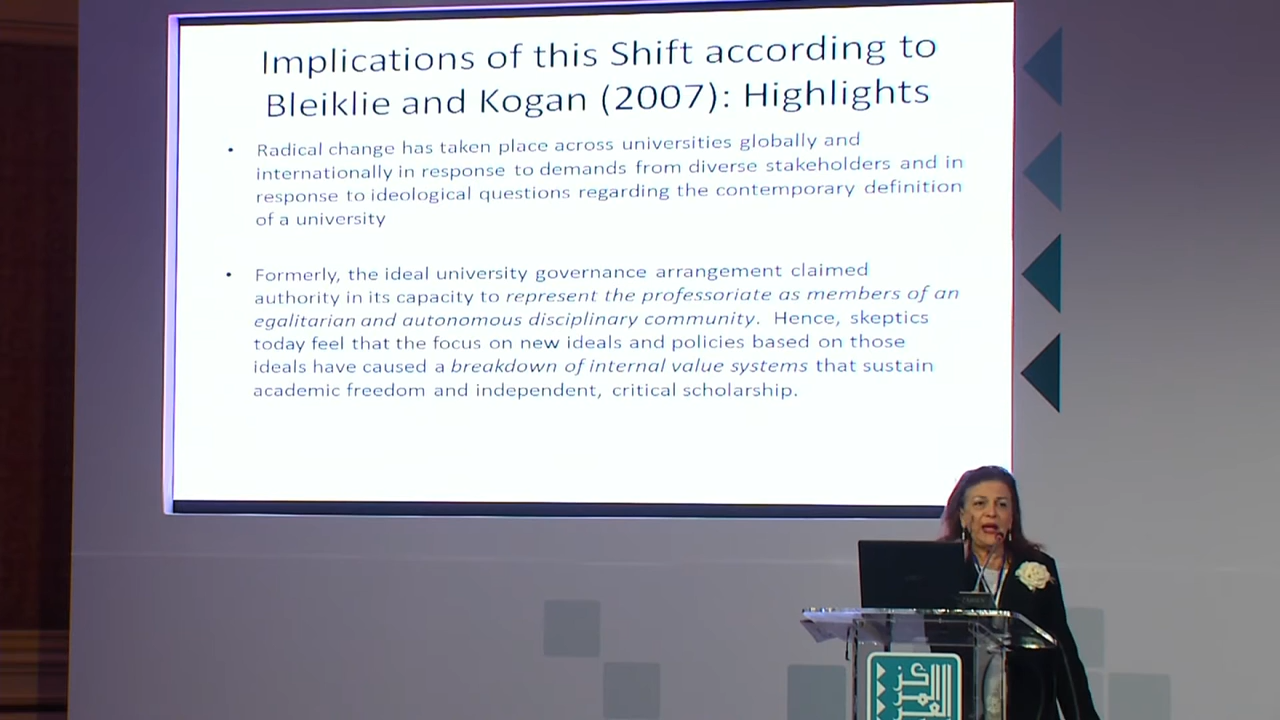 Implications of this Shift according to
Bleiklie and Kogan (2007): Highlights
• Radical change has taken place across universities globally and
internationally in response to demands from diverse stakeholders and in
response to ideological questions regarding the contemporary definition
of a university
• Formerly, the ideal university governance arrangement claimed
authority in its capacity to represent the professoriate as members of an
egalitarian and autonomous disciplinary community. Hence, skeptics
today feel that the focus on new ideals and policies based on those
ideals have caused a breakdown of internal value systems that sustain
academic freedom and independent, critical scholarship.